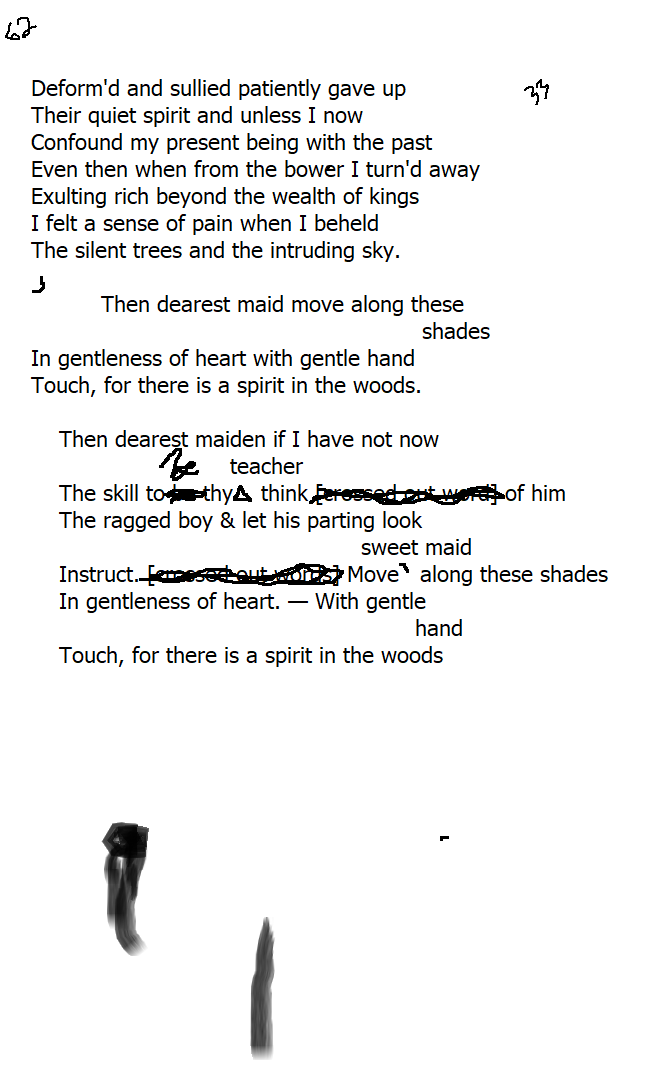 62
Deform'd and sullied patiently gave up
33
Their quiet spirit and unless I now
Confound my present being with the past
Even then when from the bower I turn'd away
Exulting rich beyond the wealth of kings
I felt a sense of pain when I beheld
The silent trees and the intruding sky.
Then dearest maid move along these
shades
In gentleness of heart with gentle hand
Touch, for there is a spirit in the woods.
Then dearest maiden if I have not now
be teacher
The skill to thy think [crossed out word] of him
The ragged boy & let his parting look
sweet maid
Instruct. [crossed out words] Move along these shades
In gentleness of heart. — With gentle
hand
Touch, for there is a spirit in the woods